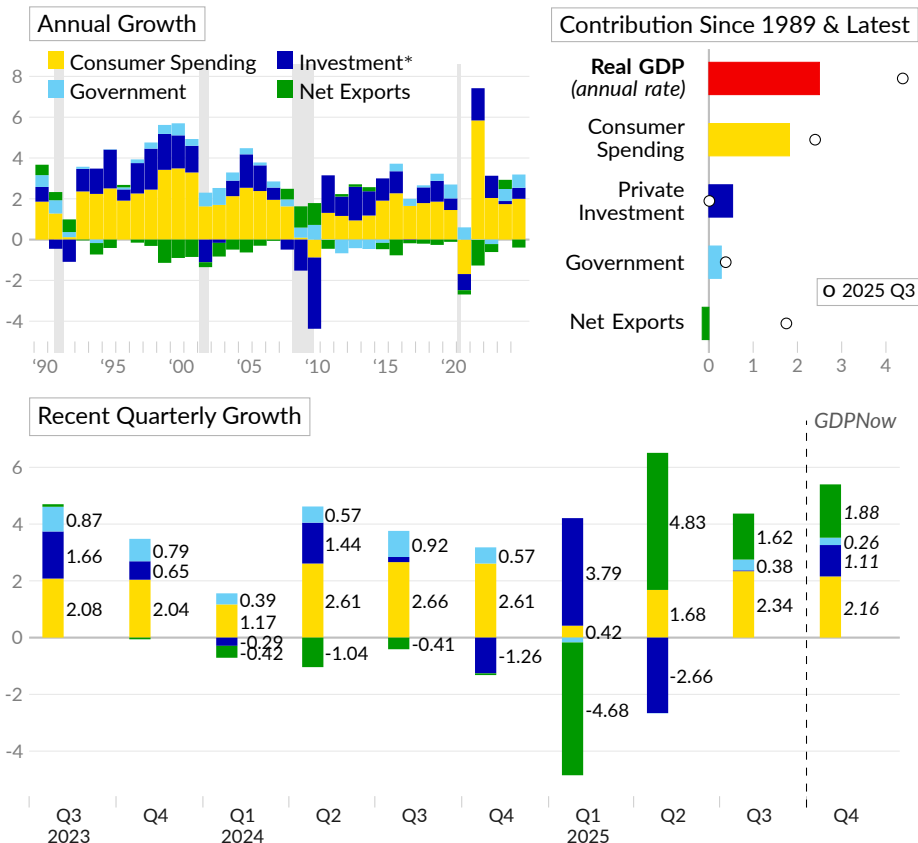 Annual Growth
Consumer Spending
Investment*
Government
Net Exports
8
6
4
2
0
-2
-4
‘90
‘95
‘00
‘05
‘10
‘15
‘20
Contribution Since 1989 & Latest
Real GDP
(annual rate)
Consumer
Spending
Private
Investment
Government
Net Exports
o 2025 Q3
0
1
2
3
4
Recent Quarterly Growth
GDPNow
6
4
2
0
-2
-4
0.87
1.66
2.08
0.79
0.65
2.04
0.39
1.17
-0.29
-0.42
0.57
1.44
2.61
-1.04
0.92
2.66
-0.41
0.57
2.61
-1.26
3.79
0.42
-4.68
4.83
1.68
-2.66
1.62
0.38
2.34
1.88
0.26
1.11
2.16
Q3
2023
Q4
Q1
2024
Q2
Q3
Q4
Q1
2025
Q2
Q3
Q4